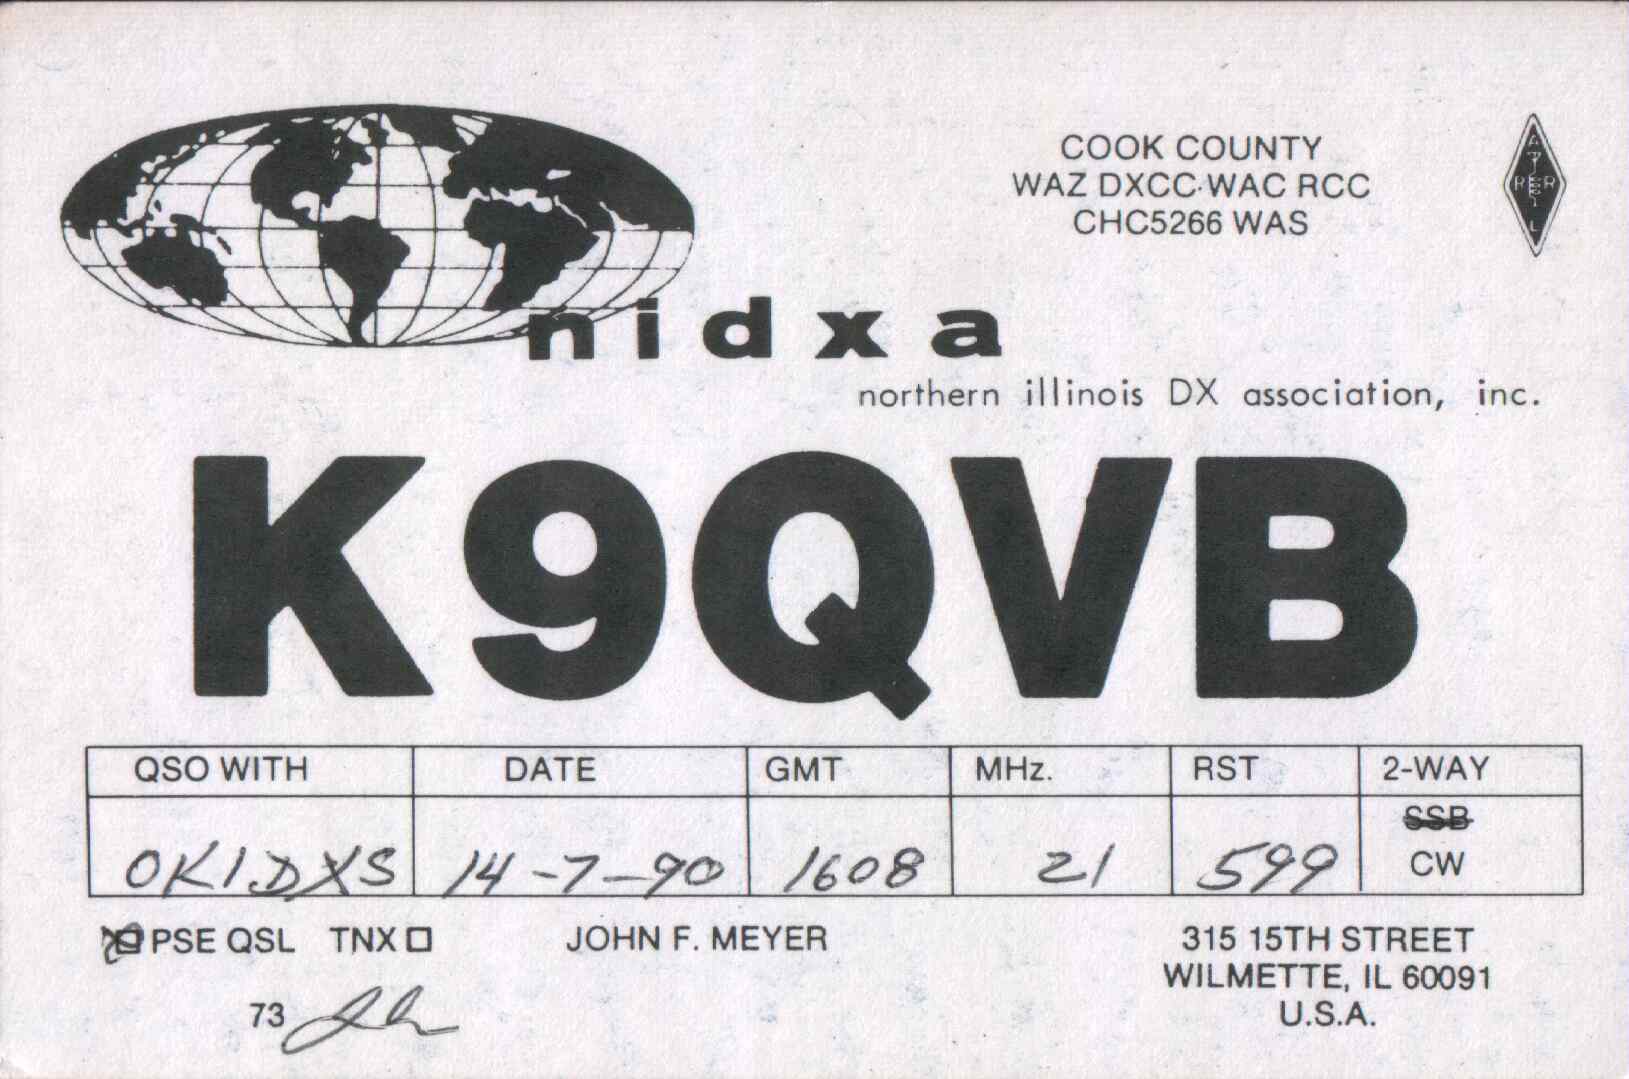 COOK COUNTY
WAZ DXCC·WAC RCC
CHC5266 WAS
ARRL
nidxa
northern illinois DX association, inc.
K9QVB
QSO WITH DATE GMT MHz. RST 2-WAY
SSB
OK1DXS 14-7-90 1608 21 599 CW
PSE QSL TNX JOHN F. MEYER 315 15TH STREET
WILMETTE, IL 60091
73 U.S.A.